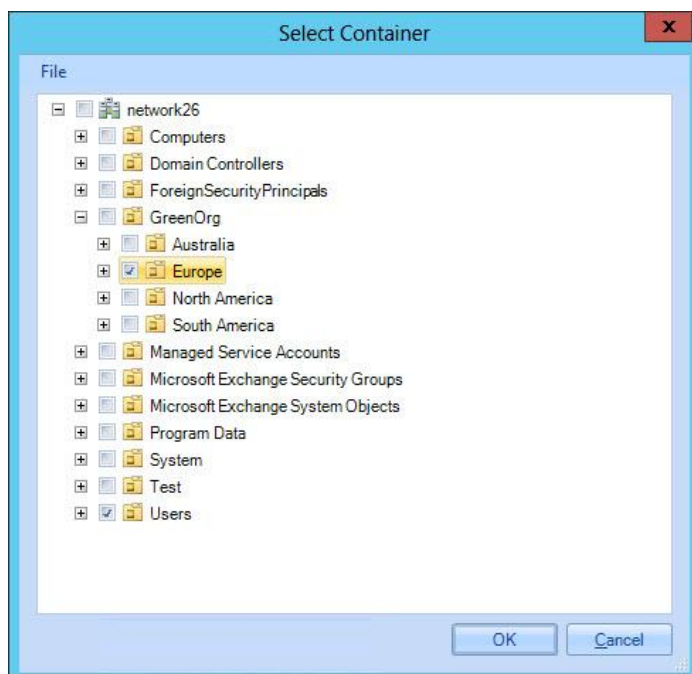 Select Container
x
File
network26
Computers
Domain Controllers
ForeignSecurityPrincipals
GreenOrg
Australia
Europe
North America
South America
Managed Service Accounts
Microsoft Exchange Security Groups
Microsoft Exchange System Objects
Program Data
System
Test
Users
OK
Cancel